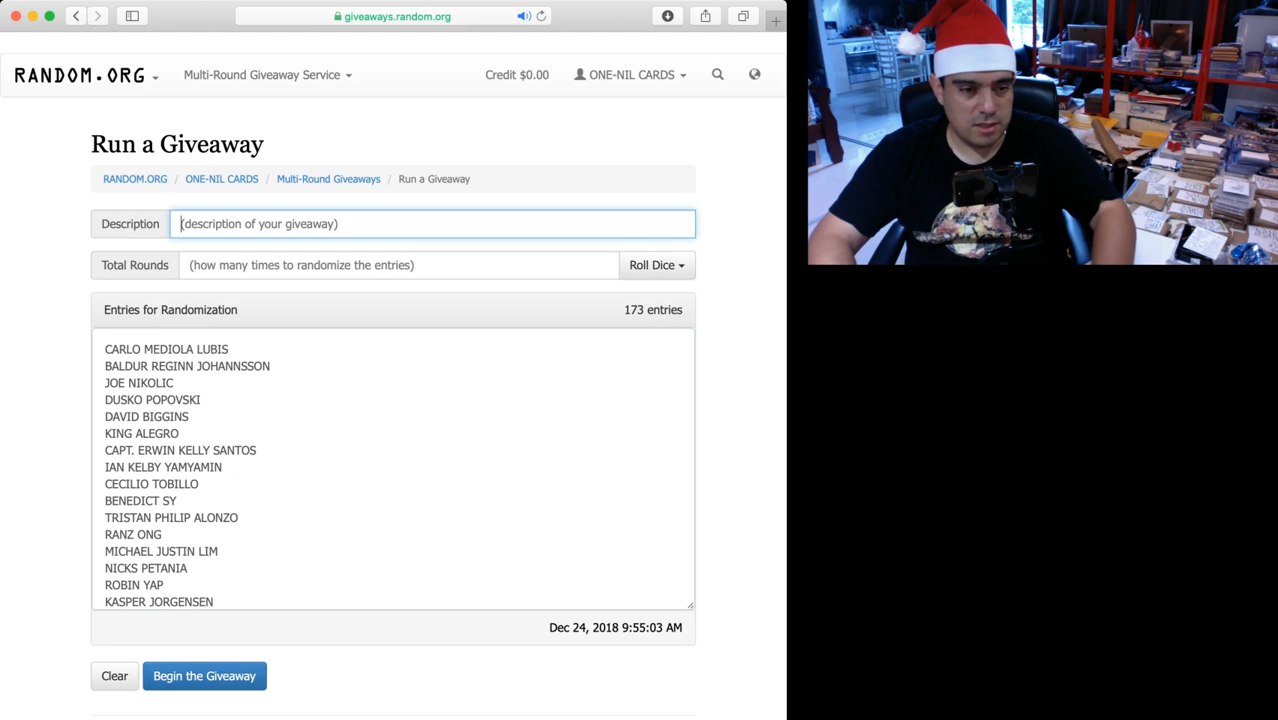 giveaways.random.org
RANDOM.ORG
Multi-Round Giveaway Service
Credit $0.00
ONE-NIL CARDS
Run a Giveaway
RANDOM.ORG / ONE-NIL CARDS / Multi-Round Giveaways / Run a Giveaway
Description
(description of your giveaway)
Total Rounds
(how many times to randomize the entries)
Roll Dice
Entries for Randomization
173 entries
CARLO MEDIOLA LUBIS
BALDUR REGINN JOHANNSSON
JOE NIKOLIC
DUSKO POPOVSKI
DAVID BIGGINS
KING ALEGRO
CAPT. ERWIN KELLY SANTOS
IAN KELBY YAMYAMIN
CECILIO TOBILLO
BENEDICT SY
TRISTAN PHILIP ALONZO
RANZ ONG
MICHAEL JUSTIN LIM
NICKS PETANIA
ROBIN YAP
KASPER JORGENSEN
Dec 24, 2018 9:55:03 AM
Clear
Begin the Giveaway